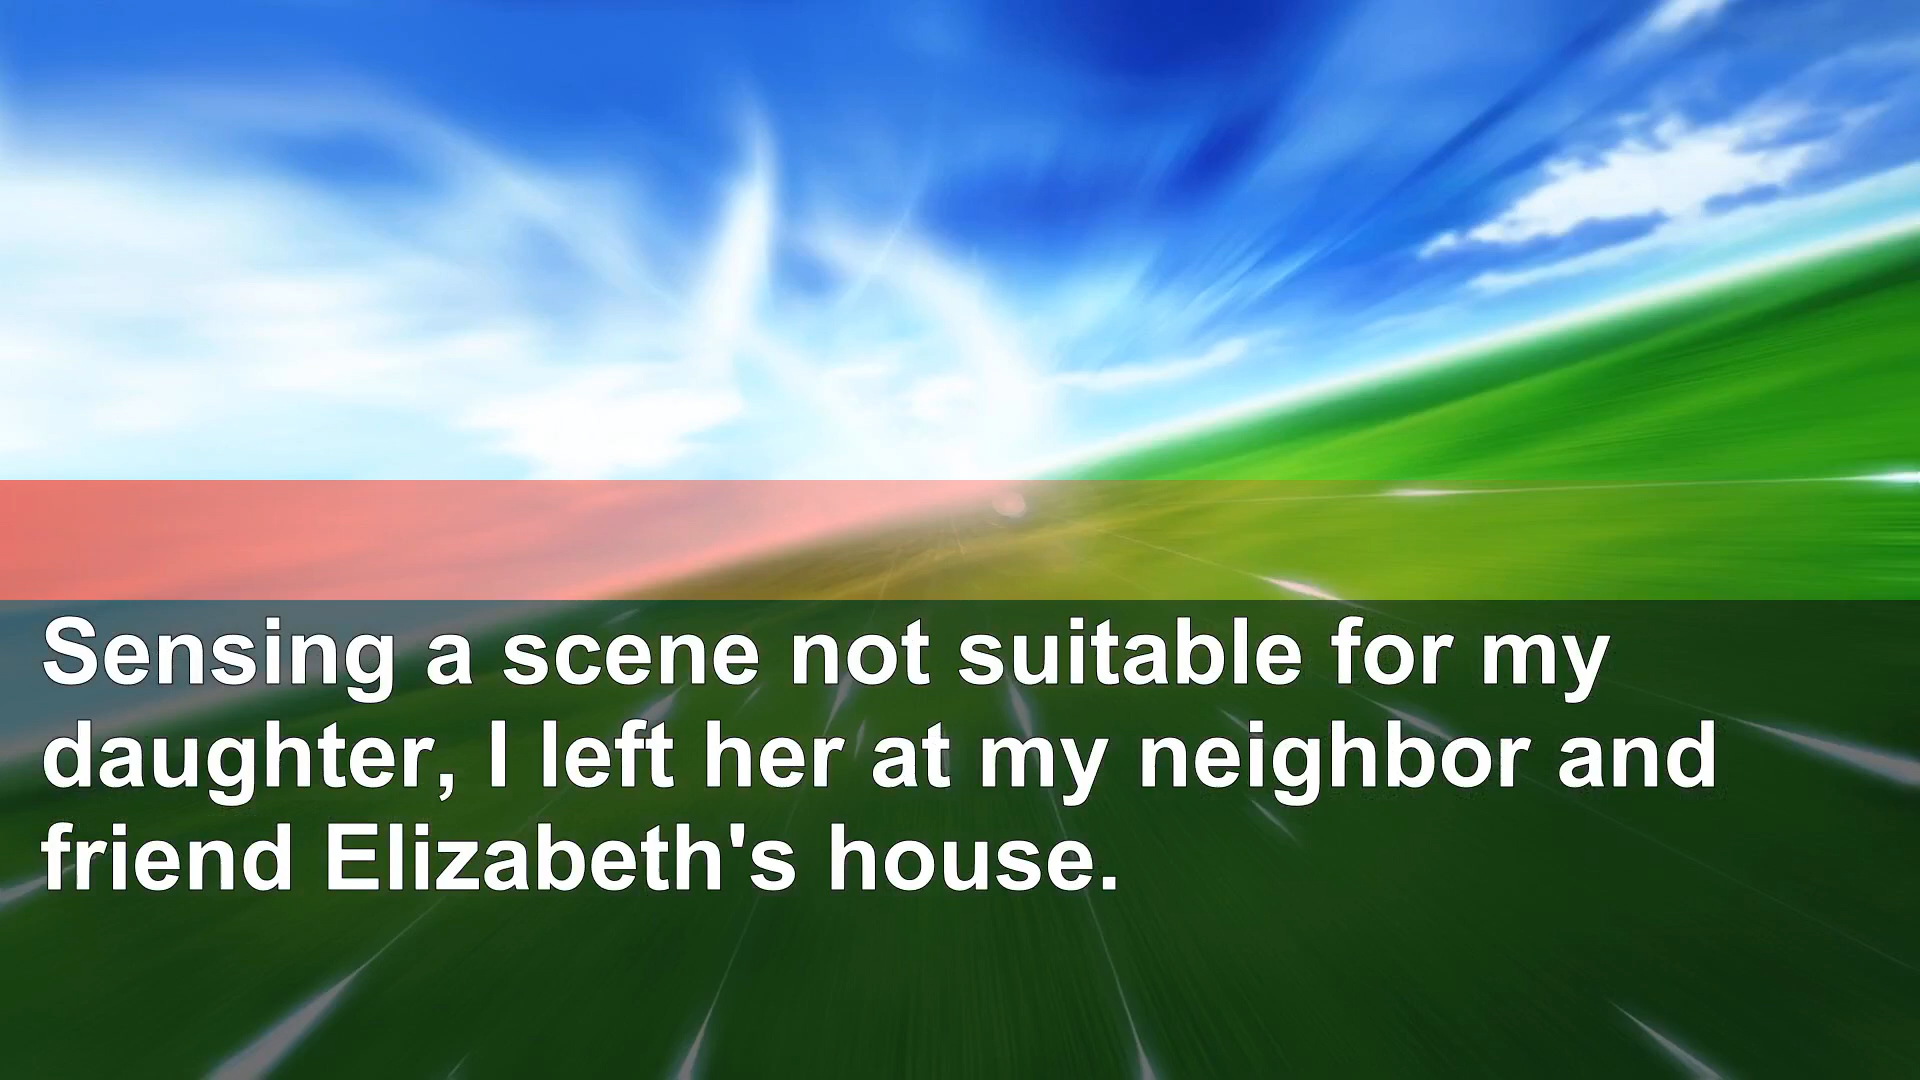 Sensing a scene not suitable for my
daughter, I left her at my neighbor and
friend Elizabeth's house.